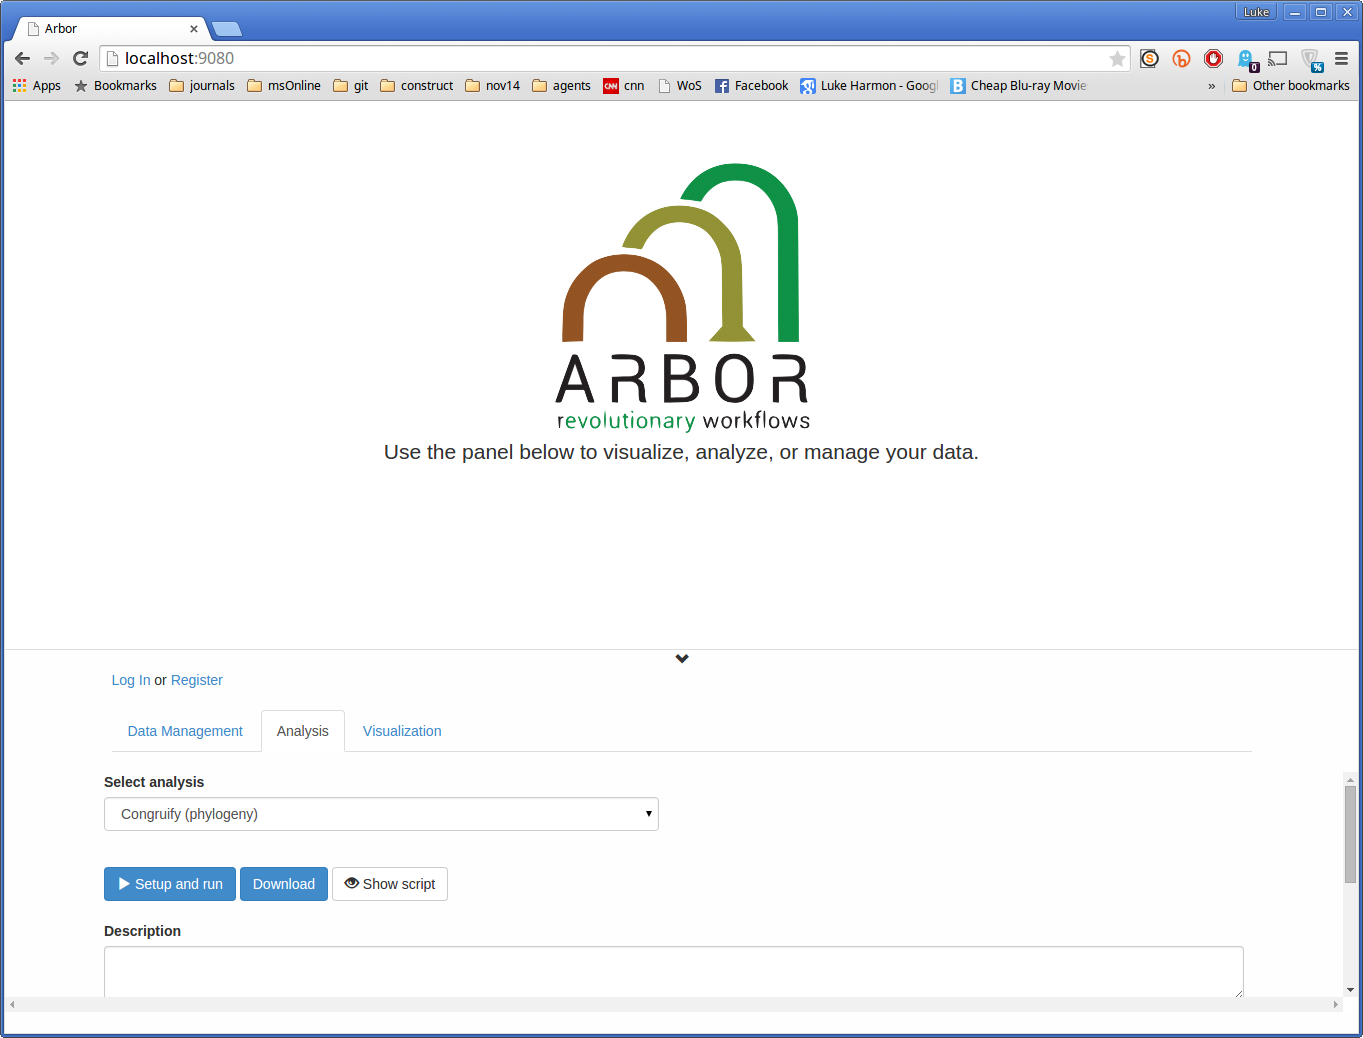 Luke
Arbor
localhost:9080
0
%
Apps Bookmarks journals msOnline git construct nov14 agents CNN cnn WoS Facebook Luke Harmon - Googl Cheap Blu-ray Movie » Other bookmarks
ARBOR
revolutionary workflows
Use the panel below to visualize, analyze, or manage your data.
Log In or Register
Data Management Analysis Visualization
Select analysis
Congruify (phylogeny)
Setup and run Download Show script
Description